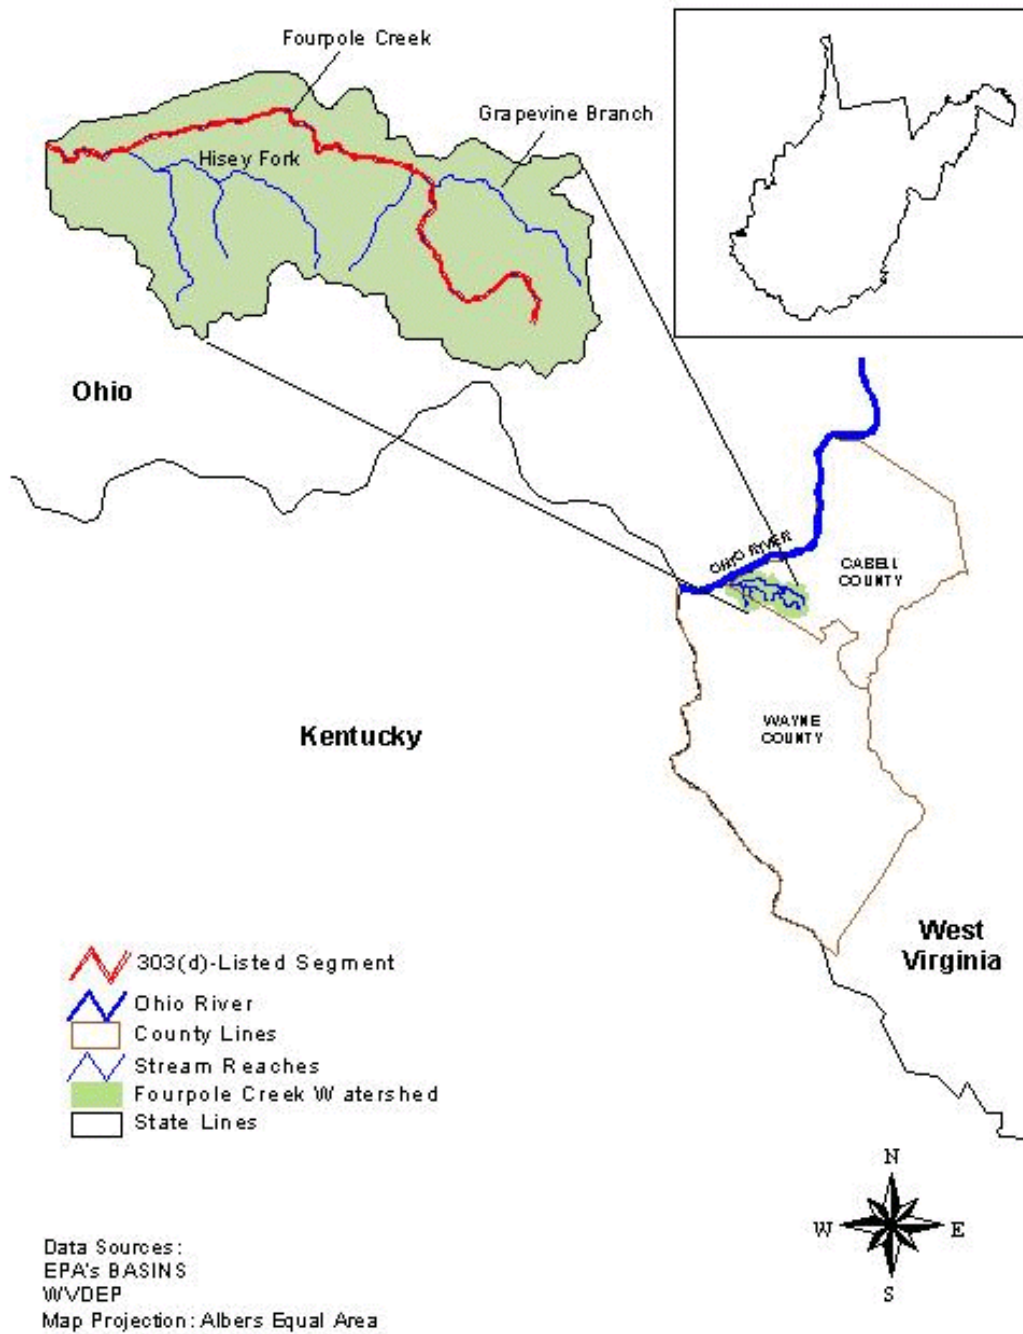 Fourpole Creek
Grapevine Branch
Hisey Fork
Ohio
OHIO RIVER
CABELL
COUNTY
WAYNE
COUNTY
Kentucky
West
Virginia
303(d)-Listed Segment
Ohio River
County Lines
Stream Reaches
Fourpole Creek Watershed
State Lines
N
W
E
S
Data Sources:
EPA's BASINS
WVDEP
Map Projection: Albers Equal Area